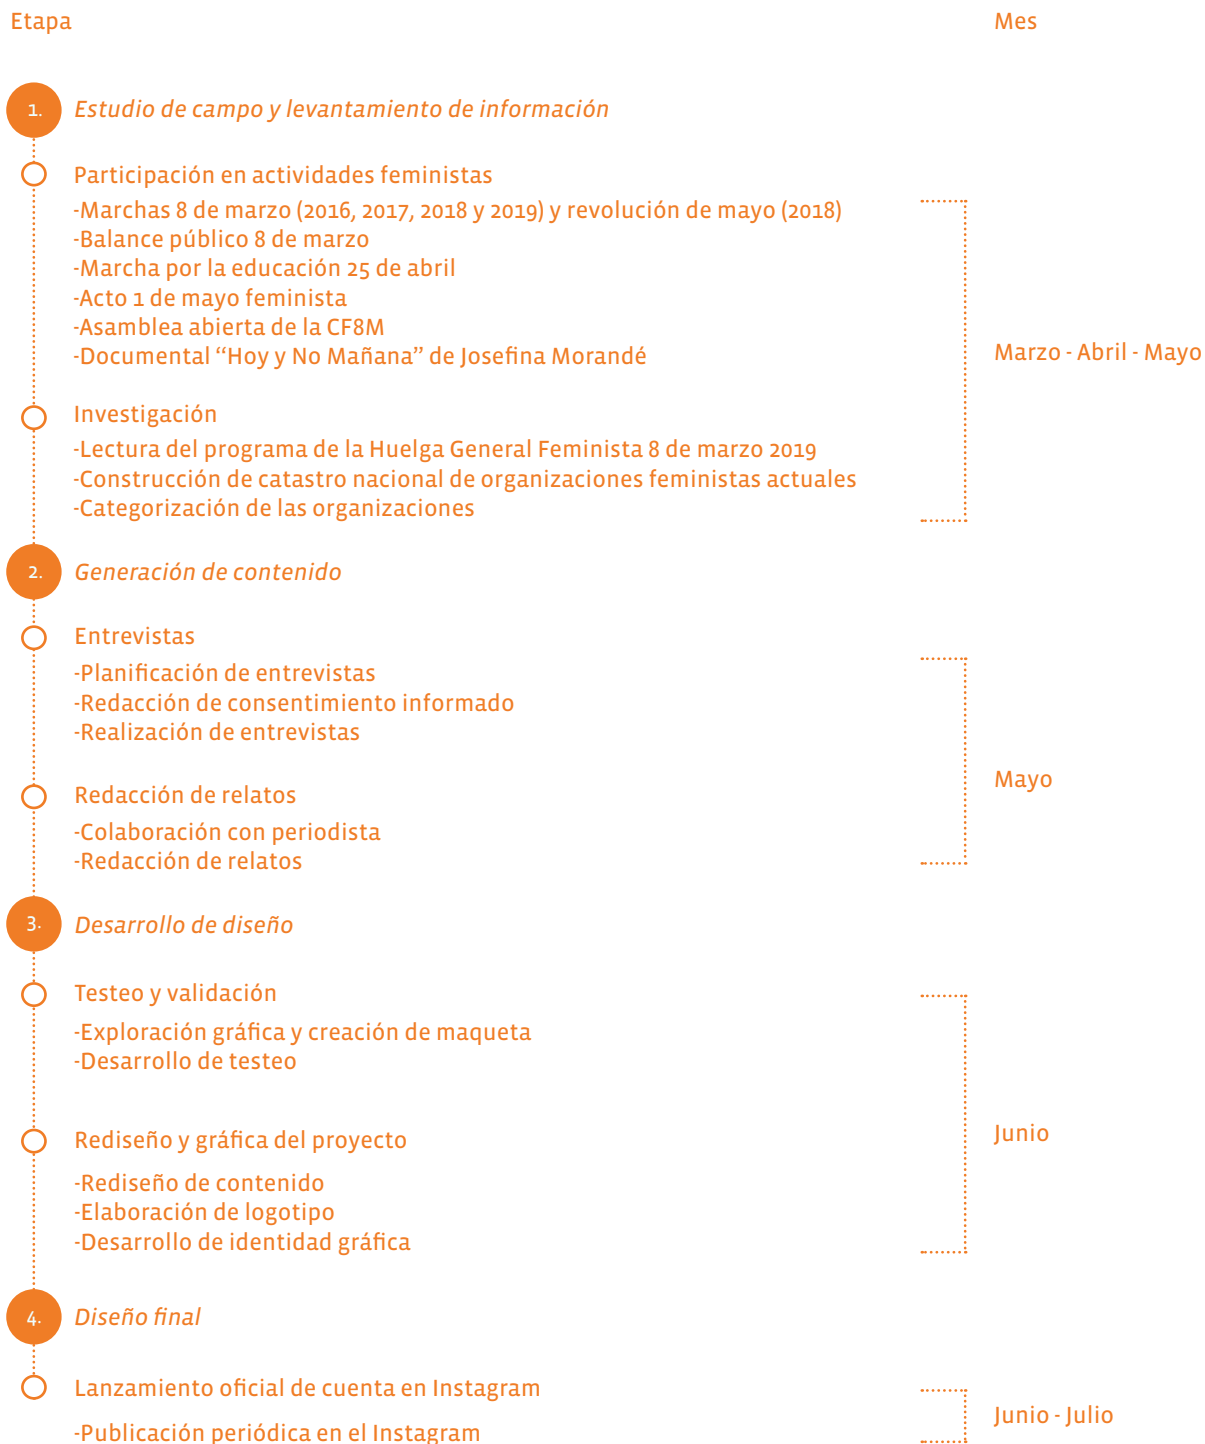 Etapa
Mes
1. Estudio de campo y levantamiento de información
Participación en actividades feministas
-Marchas 8 de marzo (2016, 2017, 2018 y 2019) y revolución de mayo (2018)
-Balance público 8 de marzo
-Marcha por la educación 25 de abril
-Acto 1 de mayo feminista
-Asamblea abierta de la CF8M
-Documental “Hoy y No Mañana” de Josefina Morandé
Marzo - Abril - Mayo
Investigación
-Lectura del programa de la Huelga General Feminista 8 de marzo 2019
-Construcción de catastro nacional de organizaciones feministas actuales
-Categorización de las organizaciones
2. Generación de contenido
Entrevistas
-Planificación de entrevistas
-Redacción de consentimiento informado
-Realización de entrevistas
Mayo
Redacción de relatos
-Colaboración con periodista
-Redacción de relatos
3. Desarrollo de diseño
Testeo y validación
-Exploración gráfica y creación de maqueta
-Desarrollo de testeo
Junio
Rediseño y gráfica del proyecto
-Rediseño de contenido
-Elaboración de logotipo
-Desarrollo de identidad gráfica
4. Diseño final
Lanzamiento oficial de cuenta en Instagram
Junio - Julio
-Publicación periódica en el Instagram